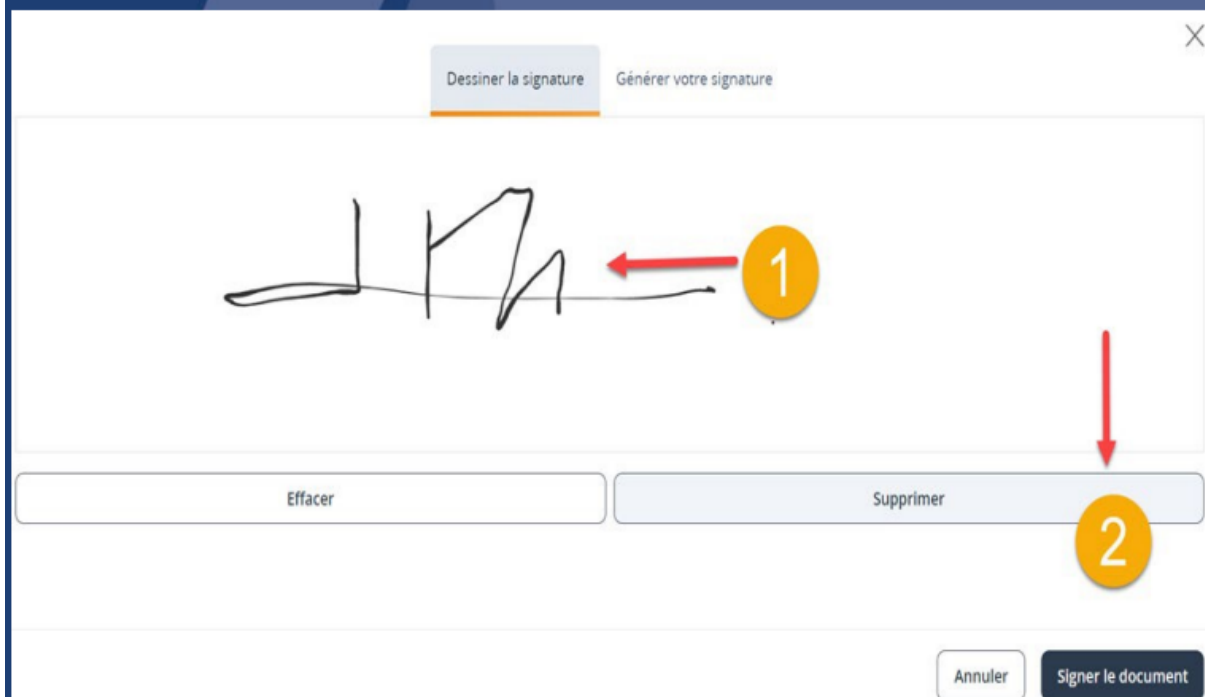 Dessiner la signature Générer votre signature
1
Effacer Supprimer
2
Annuler Signer le document